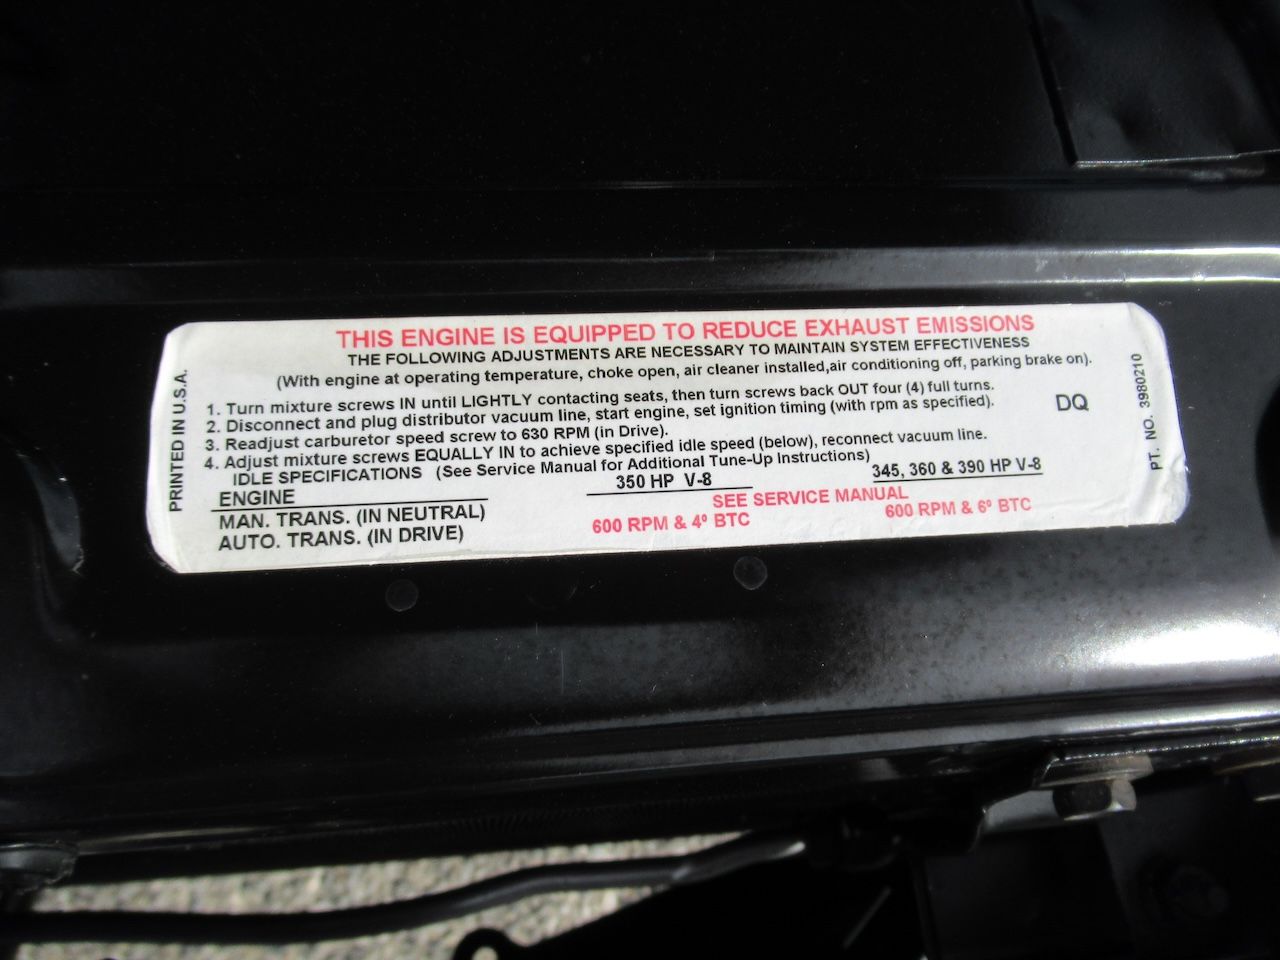 THIS ENGINE IS EQUIPPED TO REDUCE EXHAUST EMISSIONS
THE FOLLOWING ADJUSTMENTS ARE NECESSARY TO MAINTAIN SYSTEM EFFECTIVENESS
(With engine at operating temperature, choke open, air cleaner installed,air conditioning off, parking brake on).
1. Turn mixture screws IN until LIGHTLY contacting seats, then turn screws back OUT four (4) full turns.
2. Disconnect and plug distributor vacuum line, start engine, set ignition timing (with rpm as specified).
3. Readjust carburetor speed screw to 630 RPM (in Drive).
4. Adjust mixture screws EQUALLY IN to achieve specified idle speed (below), reconnect vacuum line.
IDLE SPECIFICATIONS (See Service Manual for Additional Tune-Up Instructions)
ENGINE 350 HP V-8 345, 360 & 390 HP V-8
MAN. TRANS. (IN NEUTRAL) SEE SERVICE MANUAL
AUTO. TRANS. (IN DRIVE) 600 RPM & 4º BTC 600 RPM & 6º BTC
DQ
PRINTED IN U.S.A.
PT. NO. 3980210